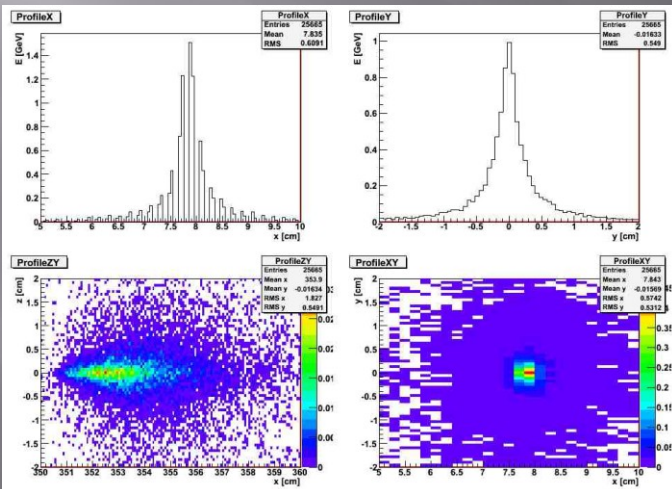 ProfileX
ProfileX
Entries 25665
Mean 7.835
RMS 0.6091
E [GeV]
1.4
1.2
1
0.8
0.6
0.4
0.2
0
5 5.5 6 6.5 7 7.5 8 8.5 9 9.5 10
x [cm]
ProfileY
ProfileY
Entries 25665
Mean -0.01633
RMS 0.549
E [GeV]
1
0.8
0.6
0.4
0.2
0
-2 -1.5 -1 -0.5 0 0.5 1 1.5 2
y [cm]
ProfileZY
ProfileZY
Entries 25665
Mean x 353.9
Mean y -0.01634
RMS x 1.827
RMS y 0.5491
z [cm]
2
1.5
1
0.5
0
-0.5
-1
-1.5
-2
350 351 352 353 354 355 356 357 358 359 360
x [cm]
0
ProfileXY
ProfileXY
Entries 25665
Mean x 7.843
Mean y -0.01569
RMS x 0.5742
RMS y 0.5312
y [cm]
2
1.5
1
0.5
0
-0.5
-1
-1.5
-2
5 5.5 6 6.5 7 7.5 8 8.5 9 9.5 10
x [cm]
0.35
0.3
0.25
0.2
0.15
0.1
0.05
0